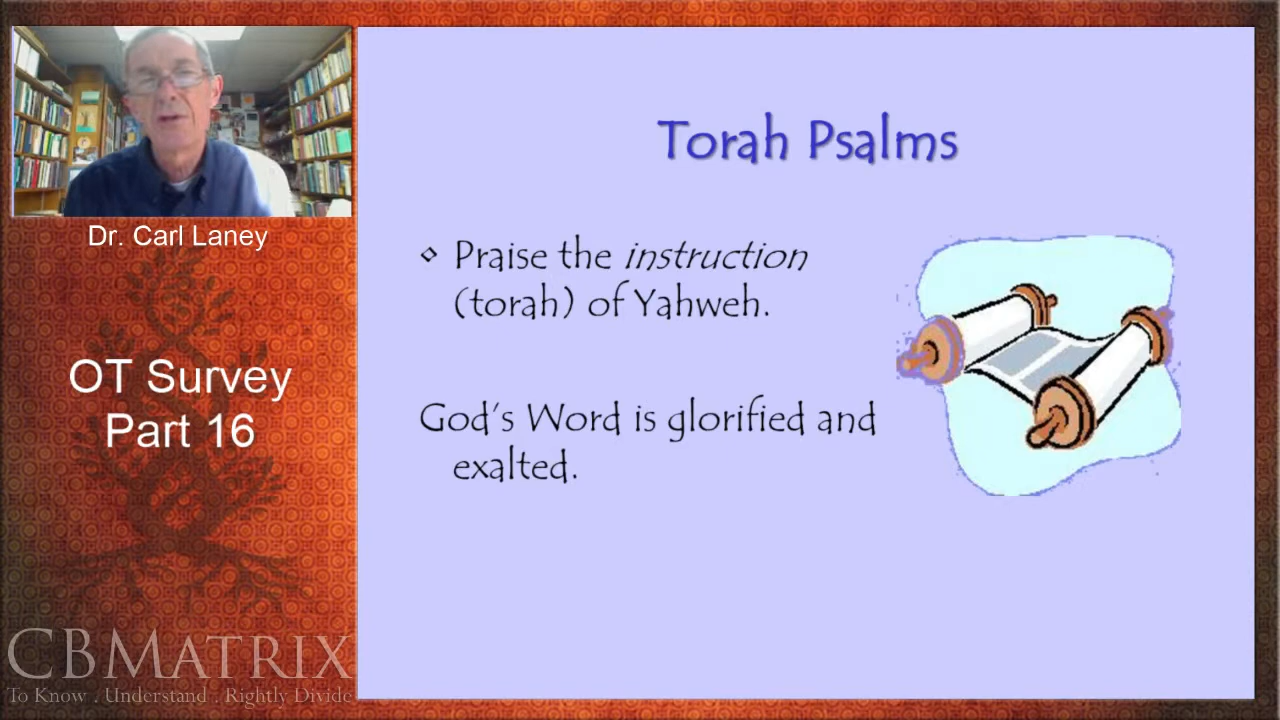 Dr. Carl Laney
OT Survey
Part 16
CBMATRIX
To Know . Understand . Rightly Divide
Torah Psalms
Praise the instruction
(torah) of Yahweh.
God's Word is glorified and
exalted.